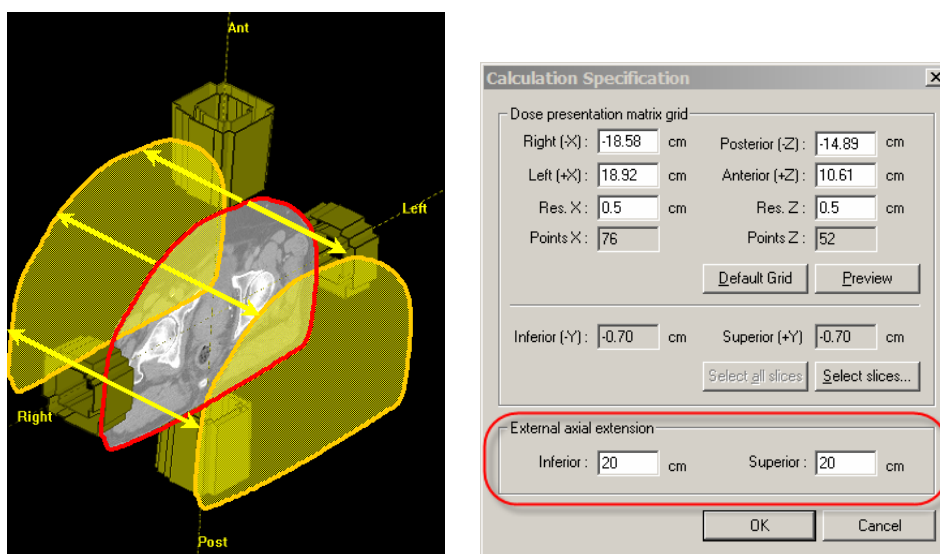 Ant
Left
Right
Post
Calculation Specification
Dose presentation matrix grid
Right (-X) : -18.58 cm Posterior (-Z) : -14.89 cm
Left (+X) : 18.92 cm Anterior (+Z) : 10.61 cm
Res. X : 0.5 cm Res. Z : 0.5 cm
Points X : 76 Points Z : 52
Default Grid Preview
Inferior (-Y) : -0.70 cm Superior (+Y) -0.70 cm
Select all slices Select slices...
External axial extension
Inferior : 20 cm Superior : 20 cm
OK Cancel